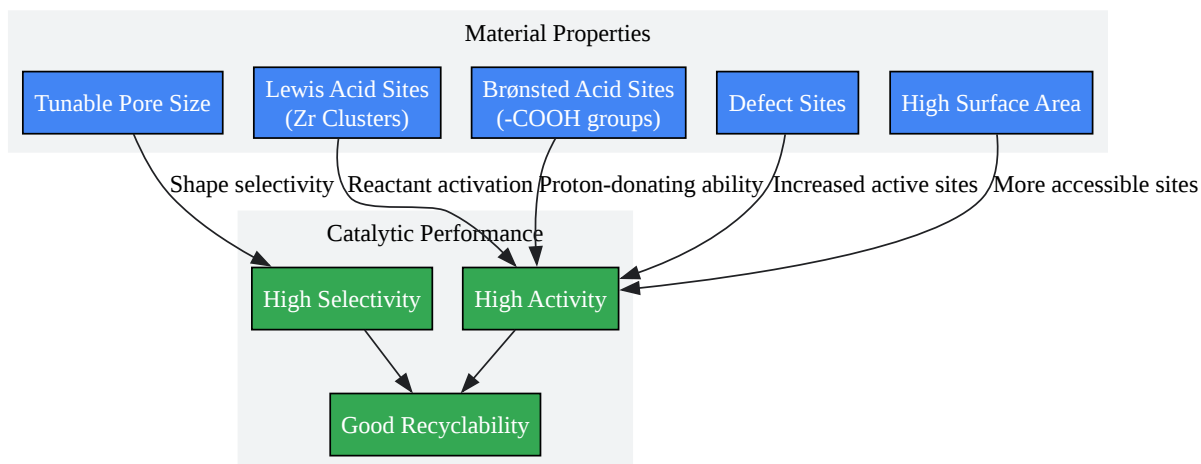 Material Properties
Tunable Pore Size
Lewis Acid Sites
(Zr Clusters)
Brønsted Acid Sites
(-COOH groups)
Defect Sites
High Surface Area
Shape selectivity
Reactant activation
Proton-donating ability
Increased active sites
More accessible sites
Catalytic Performance
High Selectivity
High Activity
Good Recyclability